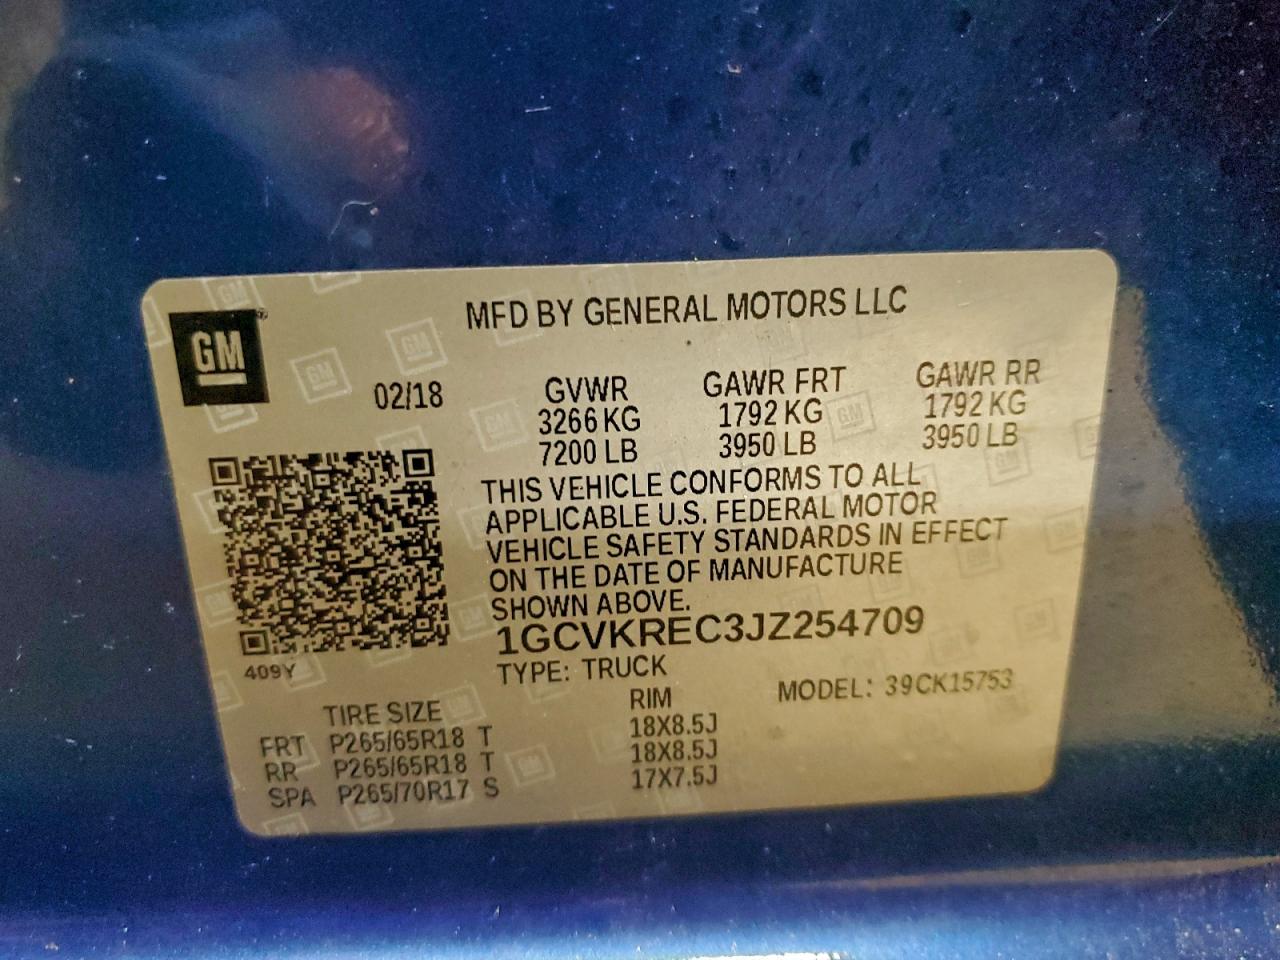 MFD BY GENERAL MOTORS LLC
GM
02/18 GVWR GAWR FRT GAWR RR
3266 KG 1792 KG 1792 KG
7200 LB 3950 LB 3950 LB
THIS VEHICLE CONFORMS TO ALL
APPLICABLE U.S. FEDERAL MOTOR
VEHICLE SAFETY STANDARDS IN EFFECT
ON THE DATE OF MANUFACTURE
SHOWN ABOVE.
1GCVKREC3JZ254709
409Y
TYPE: TRUCK
MODEL: 39CK15753
TIRE SIZE RIM
FRT P265/65R18 T 18X8.5J
RR P265/65R18 T 18X8.5J
SPA P265/70R17 S 17X7.5J